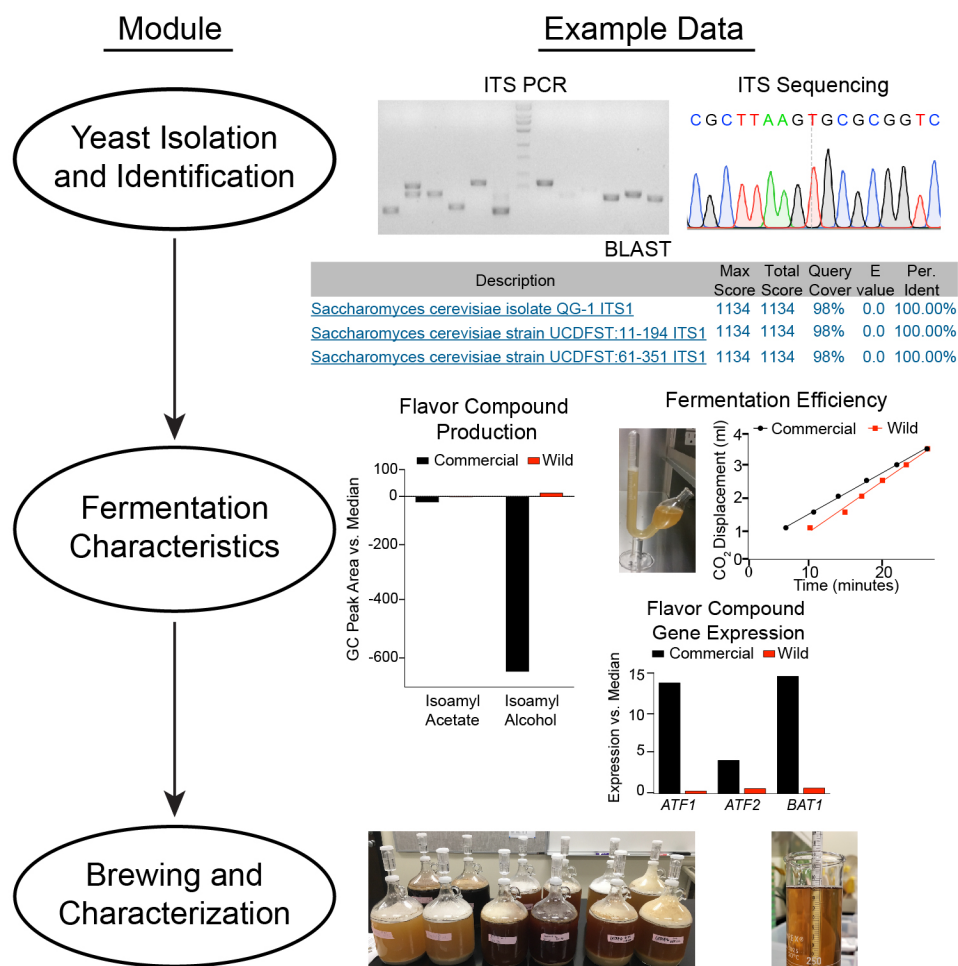 Module
Example Data
Yeast Isolation
and Identification
ITS PCR
ITS Sequencing
CGCTTAAGTGCGCGGTC
BLAST
Description
Max
Score
Total
Score
Query
Cover
E
value
Per.
Ident
Saccharomyces cerevisiae isolate QG-1 ITS1 1134 1134 98% 0.0 100.00%
Saccharomyces cerevisiae strain UCDFST:11-194 ITS1 1134 1134 98% 0.0 100.00%
Saccharomyces cerevisiae strain UCDFST:61-351 ITS1 1134 1134 98% 0.0 100.00%
Fermentation
Characteristics
Flavor Compound
Production
Commercial Wild
GC Peak Area vs. Median
100
0
-200
-400
-600
Isoamyl
Acetate
Isoamyl
Alcohol
Fermentation Efficiency
Commercial Wild
CO2 Displacement (ml)
4
3
2
1
0
0 10 20
Time (minutes)
Flavor Compound
Gene Expression
Commercial Wild
Expression vs. Median
15
10
5
0
ATF1 ATF2 BAT1
Brewing and
Characterization
250